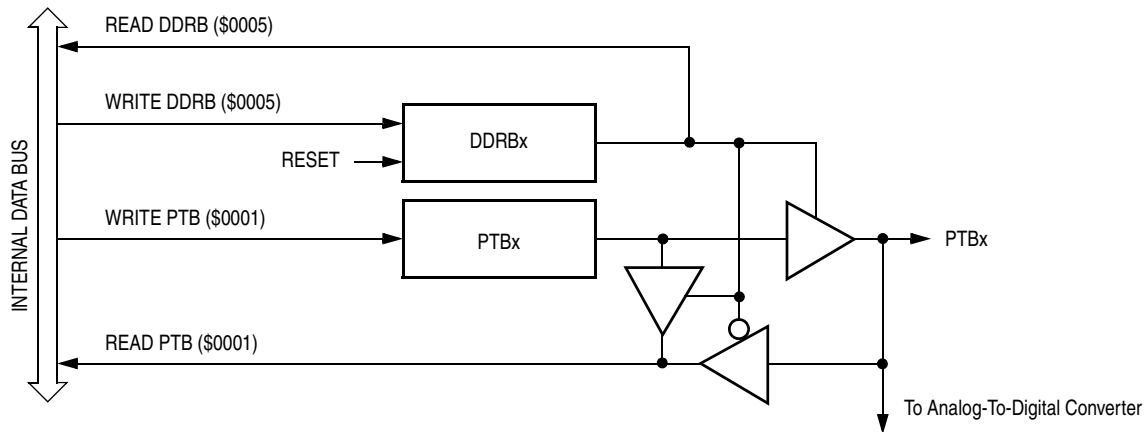 READ DDRB ($0005)
WRITE DDRB ($0005)
DDRBx
RESET
INTERNAL DATA BUS
WRITE PTB ($0001)
PTBx
PTBx
READ PTB ($0001)
To Analog-To-Digital Converter